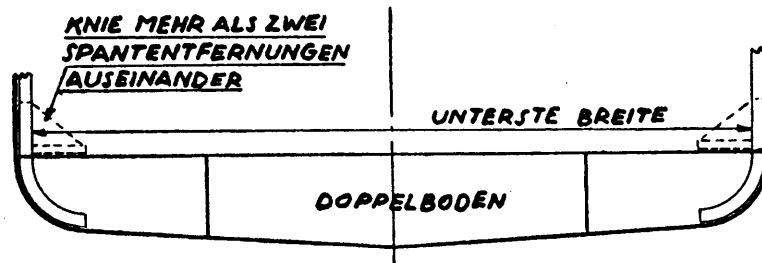 KNIE MEHR ALS ZWEI
SPANTENTFERNUNGEN
AUSEINANDER
UNTERSTE BREITE
DOPPELBODEN